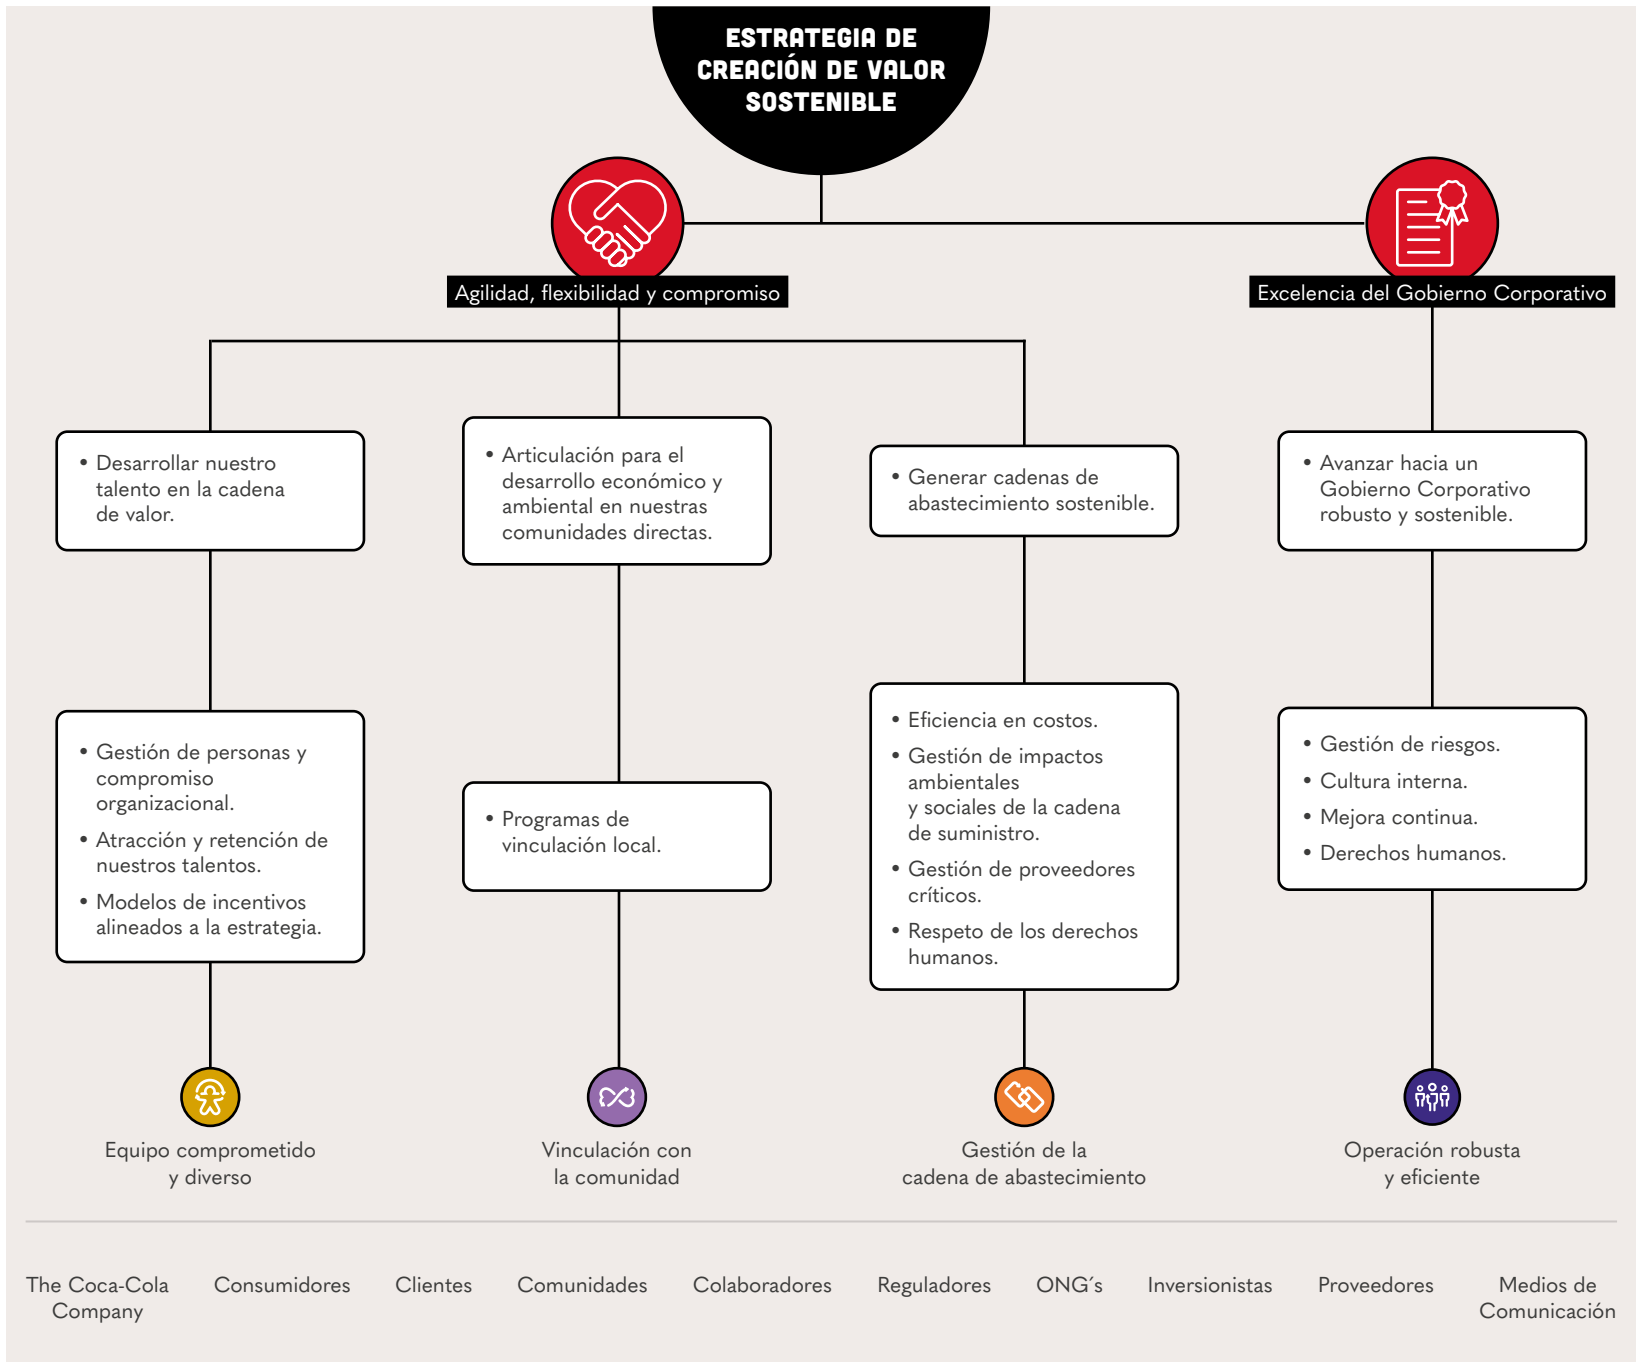 ESTRATEGIA DE
CREACIÓN DE VALOR
SOSTENIBLE
Agilidad, flexibilidad y compromiso
Excelencia del Gobierno Corporativo
• Desarrollar nuestro
talento en la cadena
de valor.
• Articulación para el
desarrollo económico y
ambiental en nuestras
comunidades directas.
• Generar cadenas de
abastecimiento sostenible.
• Avanzar hacia un
Gobierno Corporativo
robusto y sostenible.
• Gestión de personas y
compromiso
organizacional.
• Atracción y retención de
nuestros talentos.
• Modelos de incentivos
alineados a la estrategia.
• Programas de
vinculación local.
• Eficiencia en costos.
• Gestión de impactos
ambientales
y sociales de la cadena
de suministro.
• Gestión de proveedores
críticos.
• Respeto de los derechos
humanos.
• Gestión de riesgos.
• Cultura interna.
• Mejora continua.
• Derechos humanos.
Equipo comprometido
y diverso
Vinculación con
la comunidad
Gestión de la
cadena de abastecimiento
Operación robusta
y eficiente
The Coca-Cola
Company
Consumidores
Clientes
Comunidades
Colaboradores
Reguladores
ONG´s
Inversionistas
Proveedores
Medios de
Comunicación